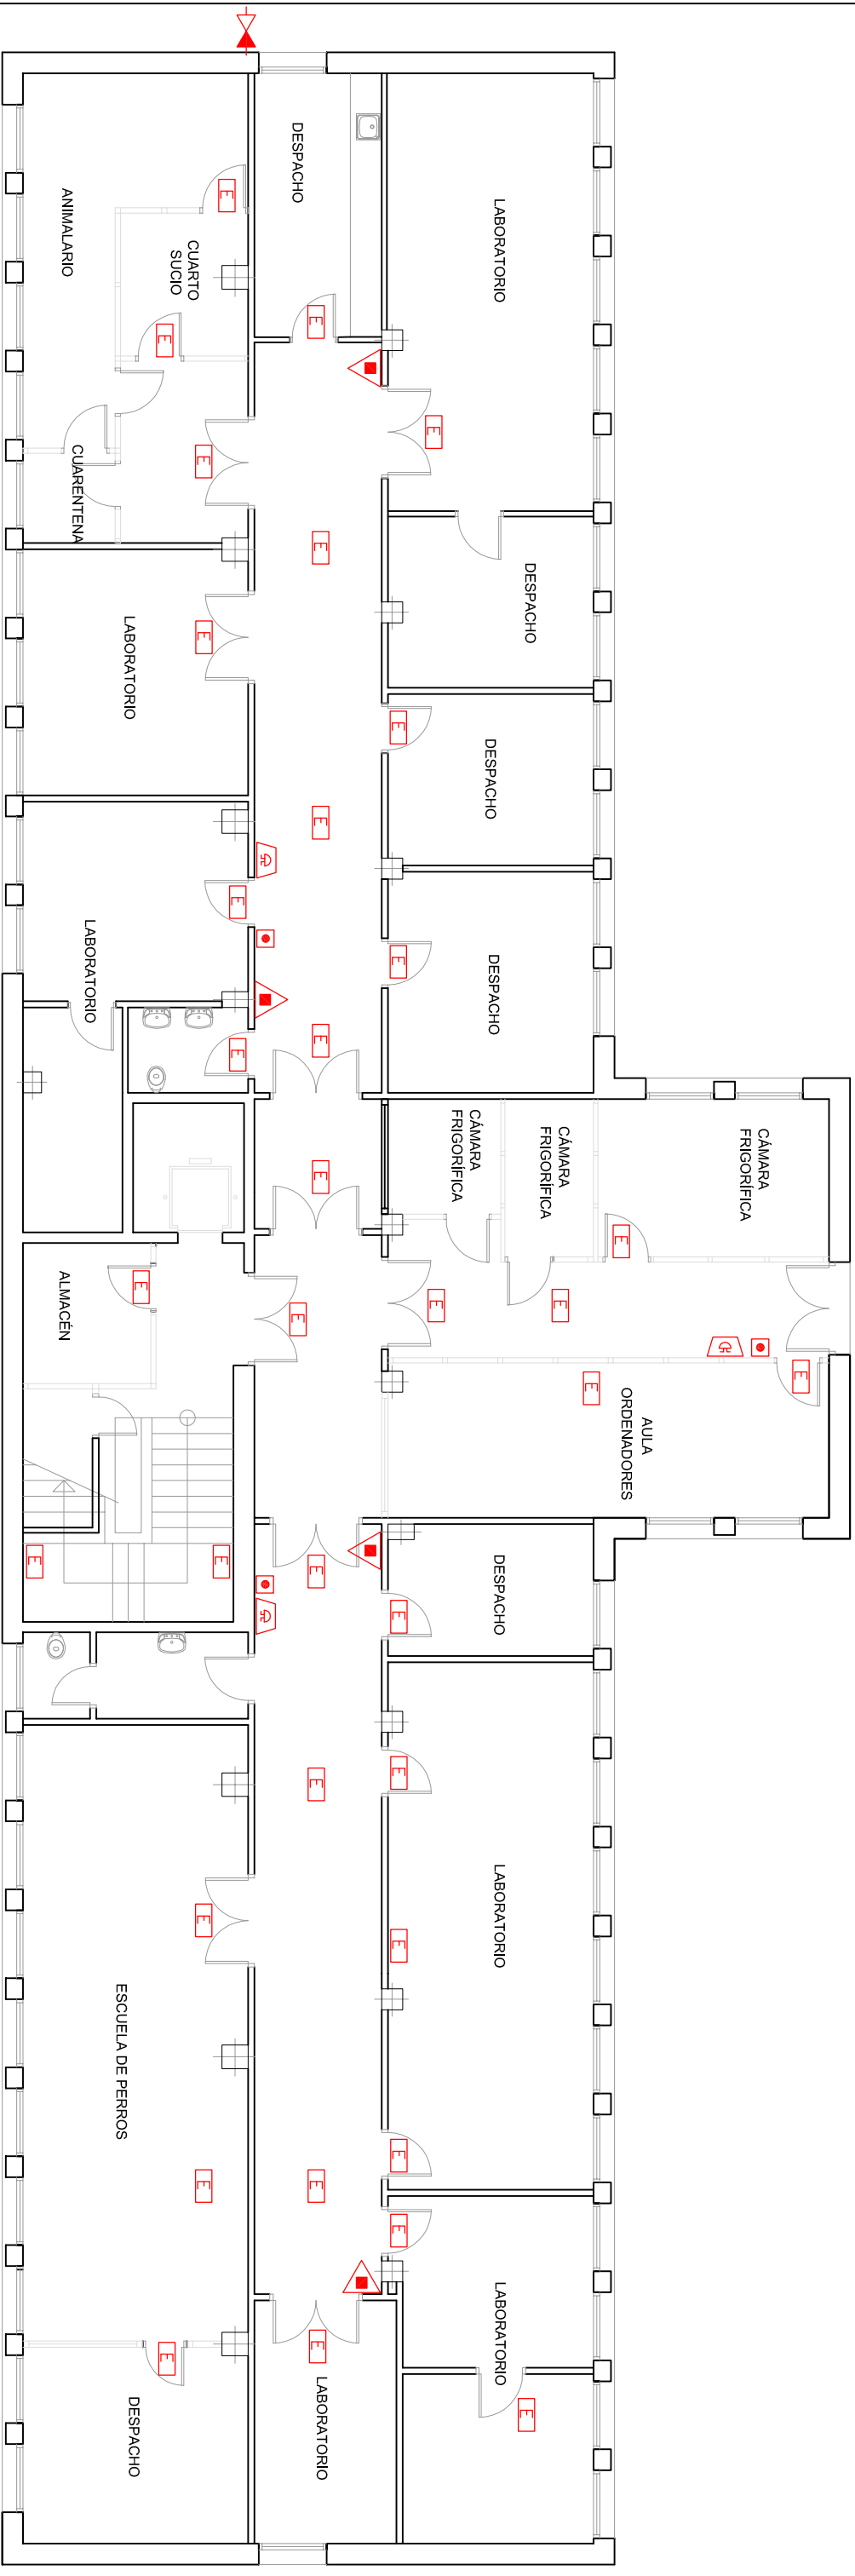 CÁMARA
FRIGORÍFICA
AULA
ORDENADORES
CÁMARA
FRIGORÍFICA
LABORATORIO
DESPACHO
DESPACHO
DESPACHO
CÁMARA
FRIGORÍFICA
DESPACHO
LABORATORIO
LABORATORIO
DESPACHO
LABORATORIO
CUARTO
SUCIO
ANIMALARIO
CUARENTENA
LABORATORIO
LABORATORIO
ALMACÉN
ESCUELA DE PERROS
DESPACHO